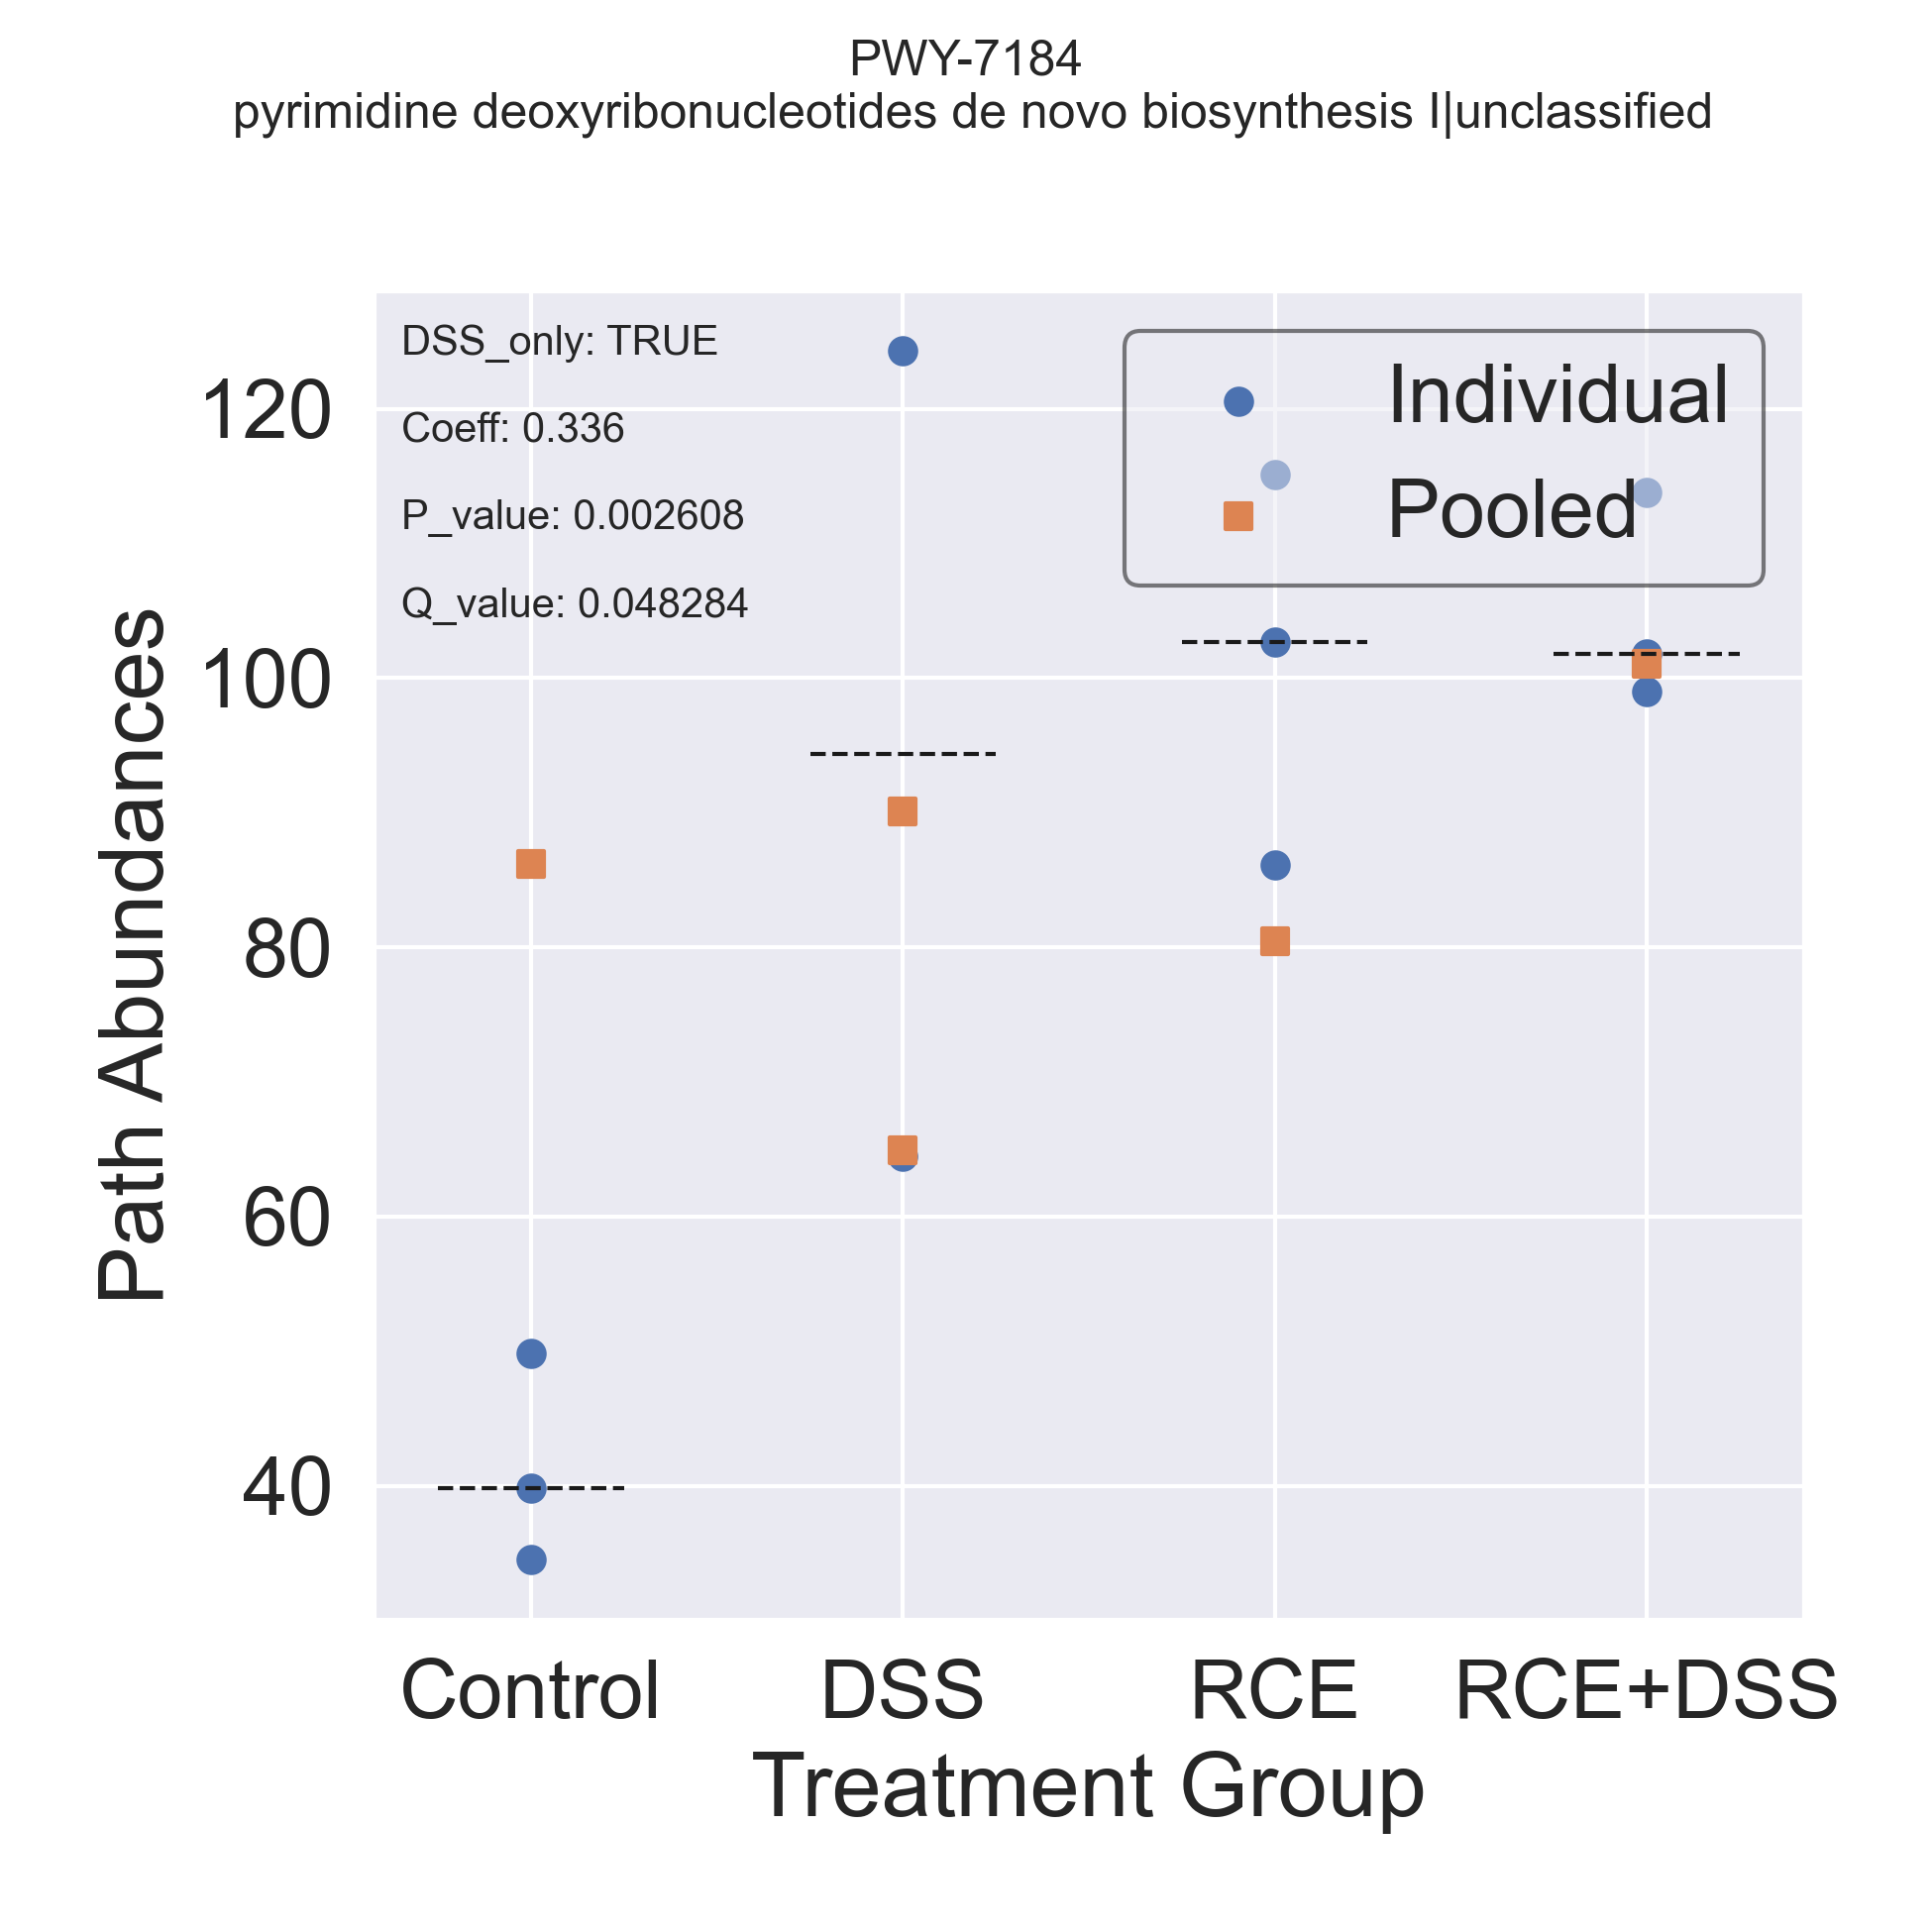 PWY-7184
pyrimidine deoxyribonucleotides de novo biosynthesis I|unclassified
DSS_only: TRUE
Coeff: 0.336
P_value: 0.002608
Q_value: 0.048284
Individual
Pooled
120
100
80
60
40
Path Abundances
Control
DSS
RCE
RCE+DSS
Treatment Group